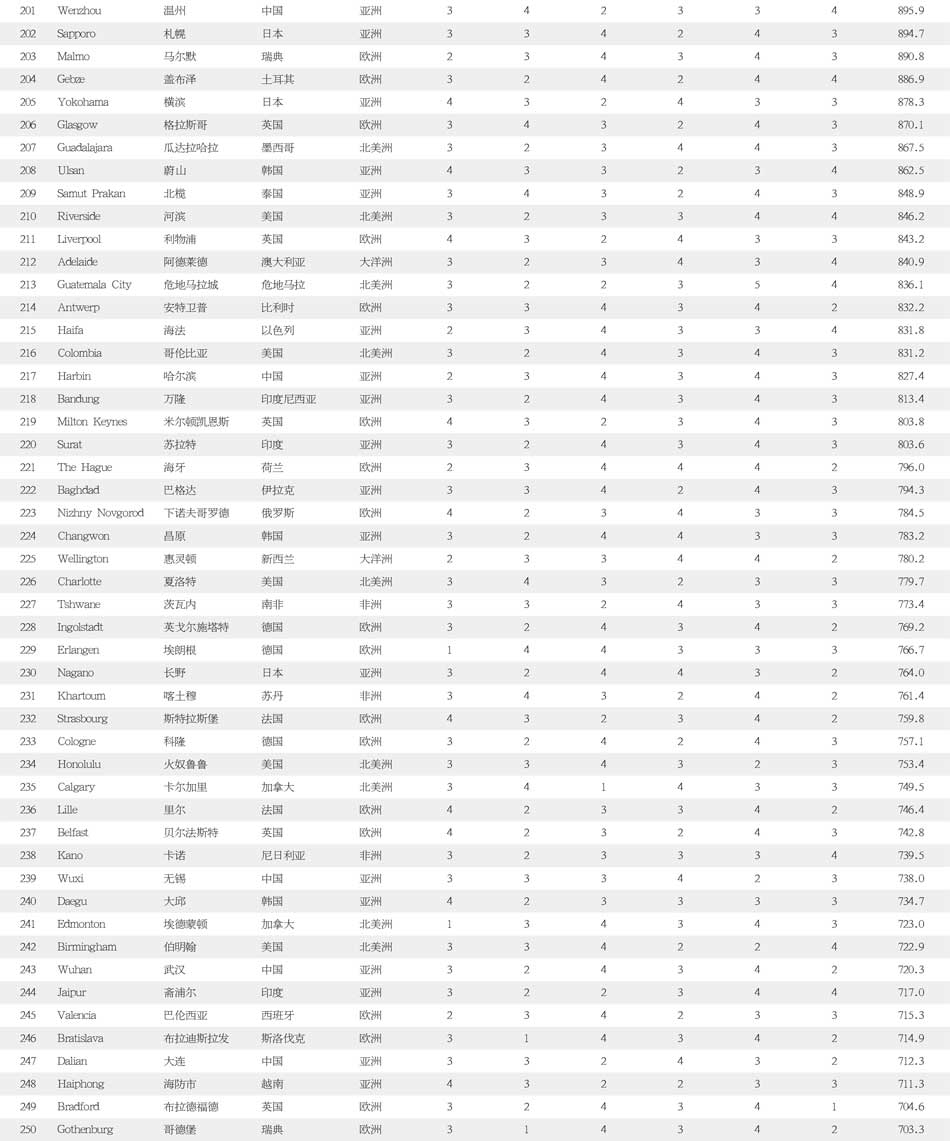 201 Wenzhou 温州 中国 亚洲 3 4 2 3 3 4 895.9
202 Sapporo 札幌 日本 亚洲 3 3 4 2 4 3 894.7
203 Malmo 马尔默 瑞典 欧洲 2 3 4 3 4 3 890.8
204 Gebze 盖布泽 土耳其 欧洲 3 2 4 2 4 4 886.9
205 Yokohama 横滨 日本 亚洲 4 3 2 4 3 3 878.3
206 Glasgow 格拉斯哥 英国 欧洲 3 4 3 2 4 3 870.1
207 Guadalajara 瓜达拉哈拉 墨西哥 北美洲 3 2 3 4 4 3 867.5
208 Ulsan 蔚山 韩国 亚洲 4 3 3 2 3 4 862.5
209 Samut Prakan 北榄 泰国 亚洲 3 4 3 2 4 3 848.9
210 Riverside 河滨 美国 北美洲 3 2 3 3 4 4 846.2
211 Liverpool 利物浦 英国 欧洲 4 3 2 4 3 3 843.2
212 Adelaide 阿德莱德 澳大利亚 大洋洲 3 2 3 4 3 4 840.9
213 Guatemala City 危地马拉城 危地马拉 北美洲 3 2 2 3 5 4 836.1
214 Antwerp 安特卫普 比利时 欧洲 3 3 4 3 4 2 832.2
215 Haifa 海法 以色列 亚洲 2 3 4 3 3 4 831.8
216 Colombia 哥伦比亚 美国 北美洲 3 2 4 3 4 3 831.2
217 Harbin 哈尔滨 中国 亚洲 2 3 4 3 4 3 827.4
218 Bandung 万隆 印度尼西亚 亚洲 3 2 4 3 4 3 813.4
219 Milton Keynes 米尔顿凯恩斯 英国 欧洲 4 3 2 3 4 3 803.8
220 Surat 苏拉特 印度 亚洲 3 2 4 3 4 3 803.6
221 The Hague 海牙 荷兰 欧洲 2 3 4 4 4 2 796.0
222 Baghdad 巴格达 伊拉克 亚洲 3 3 4 2 4 3 794.3
223 Nizhny Novgorod 下诺夫哥罗德 俄罗斯 欧洲 4 2 3 4 3 3 784.5
224 Changwon 昌原 韩国 亚洲 3 2 4 4 3 3 783.2
225 Wellington 惠灵顿 新西兰 大洋洲 2 3 3 4 4 2 780.2
226 Charlotte 夏洛特 美国 北美洲 3 4 3 2 3 3 779.7
227 Tshwane 茨瓦内 南非 非洲 3 3 2 4 3 3 773.4
228 Ingolstadt 英戈尔施塔特 德国 欧洲 3 2 4 3 4 2 769.2
229 Erlangen 埃朗根 德国 欧洲 1 4 4 3 3 3 766.7
230 Nagano 长野 日本 亚洲 3 2 4 4 3 2 764.0
231 Khartoum 喀土穆 苏丹 非洲 3 4 3 2 4 2 761.4
232 Strasbourg 斯特拉斯堡 法国 欧洲 4 3 2 3 4 2 759.8
233 Cologne 科隆 德国 欧洲 3 2 4 2 4 3 757.1
234 Honolulu 火奴鲁鲁 美国 北美洲 3 3 4 3 2 3 753.4
235 Calgary 卡尔加里 加拿大 北美洲 3 4 1 4 3 3 749.5
236 Lille 里尔 法国 欧洲 4 2 3 3 4 2 746.4
237 Belfast 贝尔法斯特 英国 欧洲 4 2 3 2 4 3 742.8
238 Kano 卡诺 尼日利亚 非洲 3 2 3 3 3 4 739.5
239 Wuxi 无锡 中国 亚洲 3 3 3 4 2 3 738.0
240 Daegu 大邱 韩国 亚洲 4 2 3 3 3 3 734.7
241 Edmonton 埃德蒙顿 加拿大 北美洲 1 3 4 3 4 3 723.0
242 Birmingham 伯明翰 美国 北美洲 3 3 4 2 2 4 722.9
243 Wuhan 武汉 中国 亚洲 3 2 4 3 4 2 720.3
244 Jaipur 斋浦尔 印度 亚洲 3 2 2 3 4 4 717.0
245 Valencia 巴伦西亚 西班牙 欧洲 2 3 4 2 3 3 715.3
246 Bratislava 布拉迪斯拉发 斯洛伐克 欧洲 3 1 4 3 4 2 714.9
247 Dalian 大连 中国 亚洲 3 3 2 4 3 2 712.3
248 Haiphong 海防市 越南 亚洲 4 3 2 2 3 3 711.3
249 Bradford 布拉德福德 英国 欧洲 3 2 4 3 4 1 704.6
250 Gothenburg 哥德堡 瑞典 欧洲 3 1 4 3 4 2 703.3